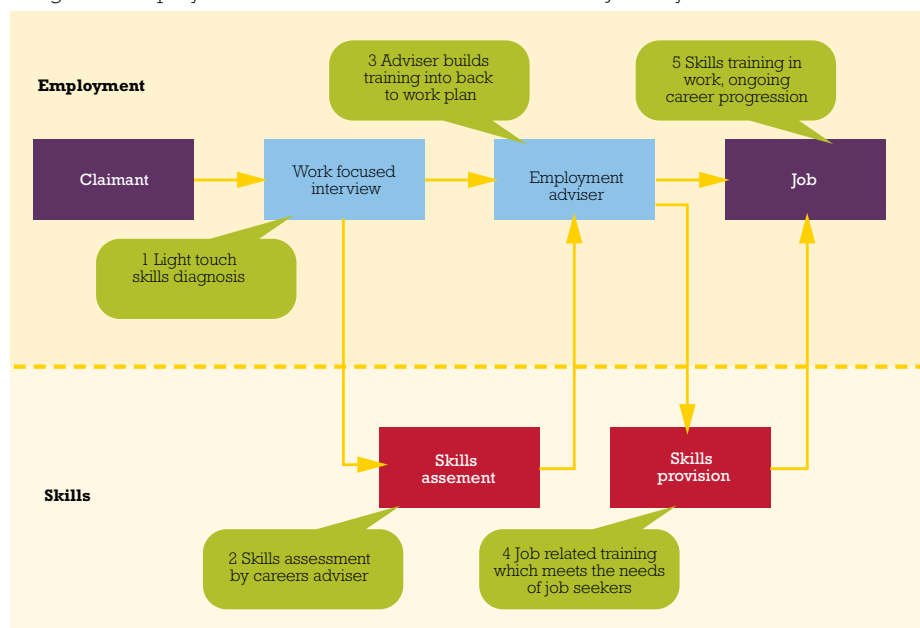 3 Adviser builds
training into back
to work plan
5 Skills training in
work, ongoing
career progression
Employment
Claimant
Work focused
interview
Employment
adviser
Job
1 Light touch
skills diagnosis
Skills
assement
Skills
provision
Skills
2 Skills assessment
by careers adviser
4 Job related training
which meets the needs
of job seekers